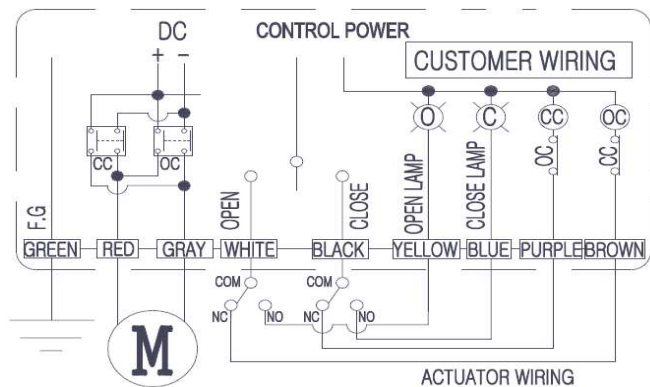 DC
CONTROL POWER
+ -
CUSTOMER WIRING
O
C
CC
OC
CC
OC
F.G
OPEN
CLOSE
OPEN LAMP
CLOSE LAMP
OC
CC
GREEN
RED
GRAY
WHITE
BLACK
YELLOW
BLUE
PURPLE
BROWN
COM
COM
NC
NO
NC
NO
M
ACTUATOR WIRING